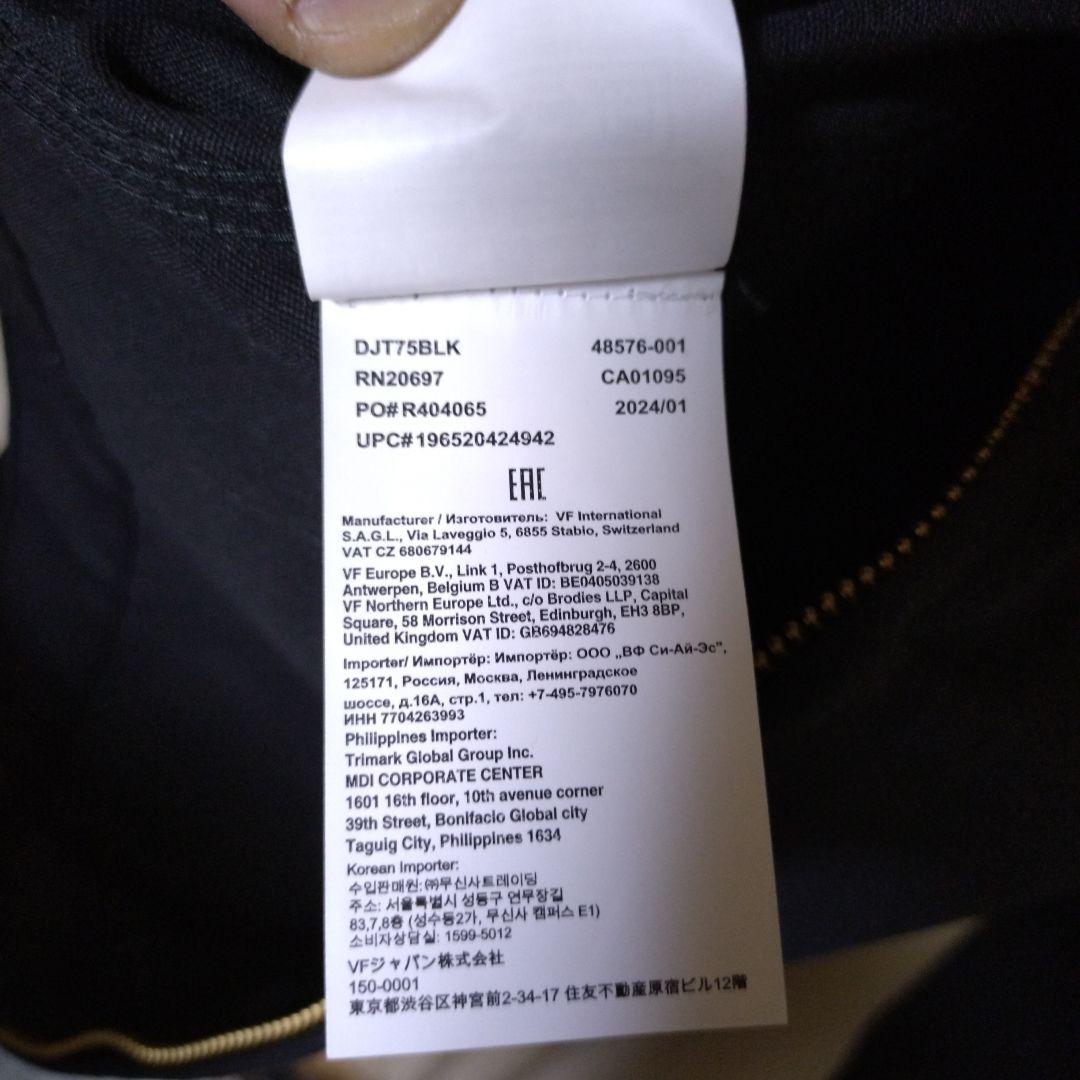 DJT75BLK 48576-001
RN20697 CA01095
PO#R404065 2024/01
UPC#196520424942
EAC
Manufacturer / Изготовитель: VF International
S.A.G.L., Via Laveggio 5, 6855 Stabio, Switzerland
VAT CZ 680679144
VF Europe B.V., Link 1, Posthofbrug 2-4, 2600
Antwerpen, Belgium B VAT ID: BE0405039138
VF Northern Europe Ltd., c/o Brodies LLP, Capital
Square, 58 Morrison Street, Edinburgh, EH3 8BP,
United Kingdom VAT ID: GB694828476
Importer/ Импортёр: Импортёр: ООО „ВФ Си-Ай-Эс",
125171, Россия, Москва, Ленинградское
шоссе, д.16А, стр.1, тел: +7-495-7976070
ИНН 7704263993
Philippines Importer:
Trimark Global Group Inc.
MDI CORPORATE CENTER
1601 16th floor, 10th avenue corner
39th Street, Bonifacio Global city
Taguig City, Philippines 1634
Korean Importer:
수입판매원: ㈜무신사트레이딩
주소: 서울특별시 성동구 연무장길
83,7,8층 (성수동2가, 무신사 캠퍼스 E1)
소비자상담실: 1599-5012
VFジャパン株式会社
150-0001
東京都渋谷区神宮前2-34-17 住友不動産原宿ビル12階